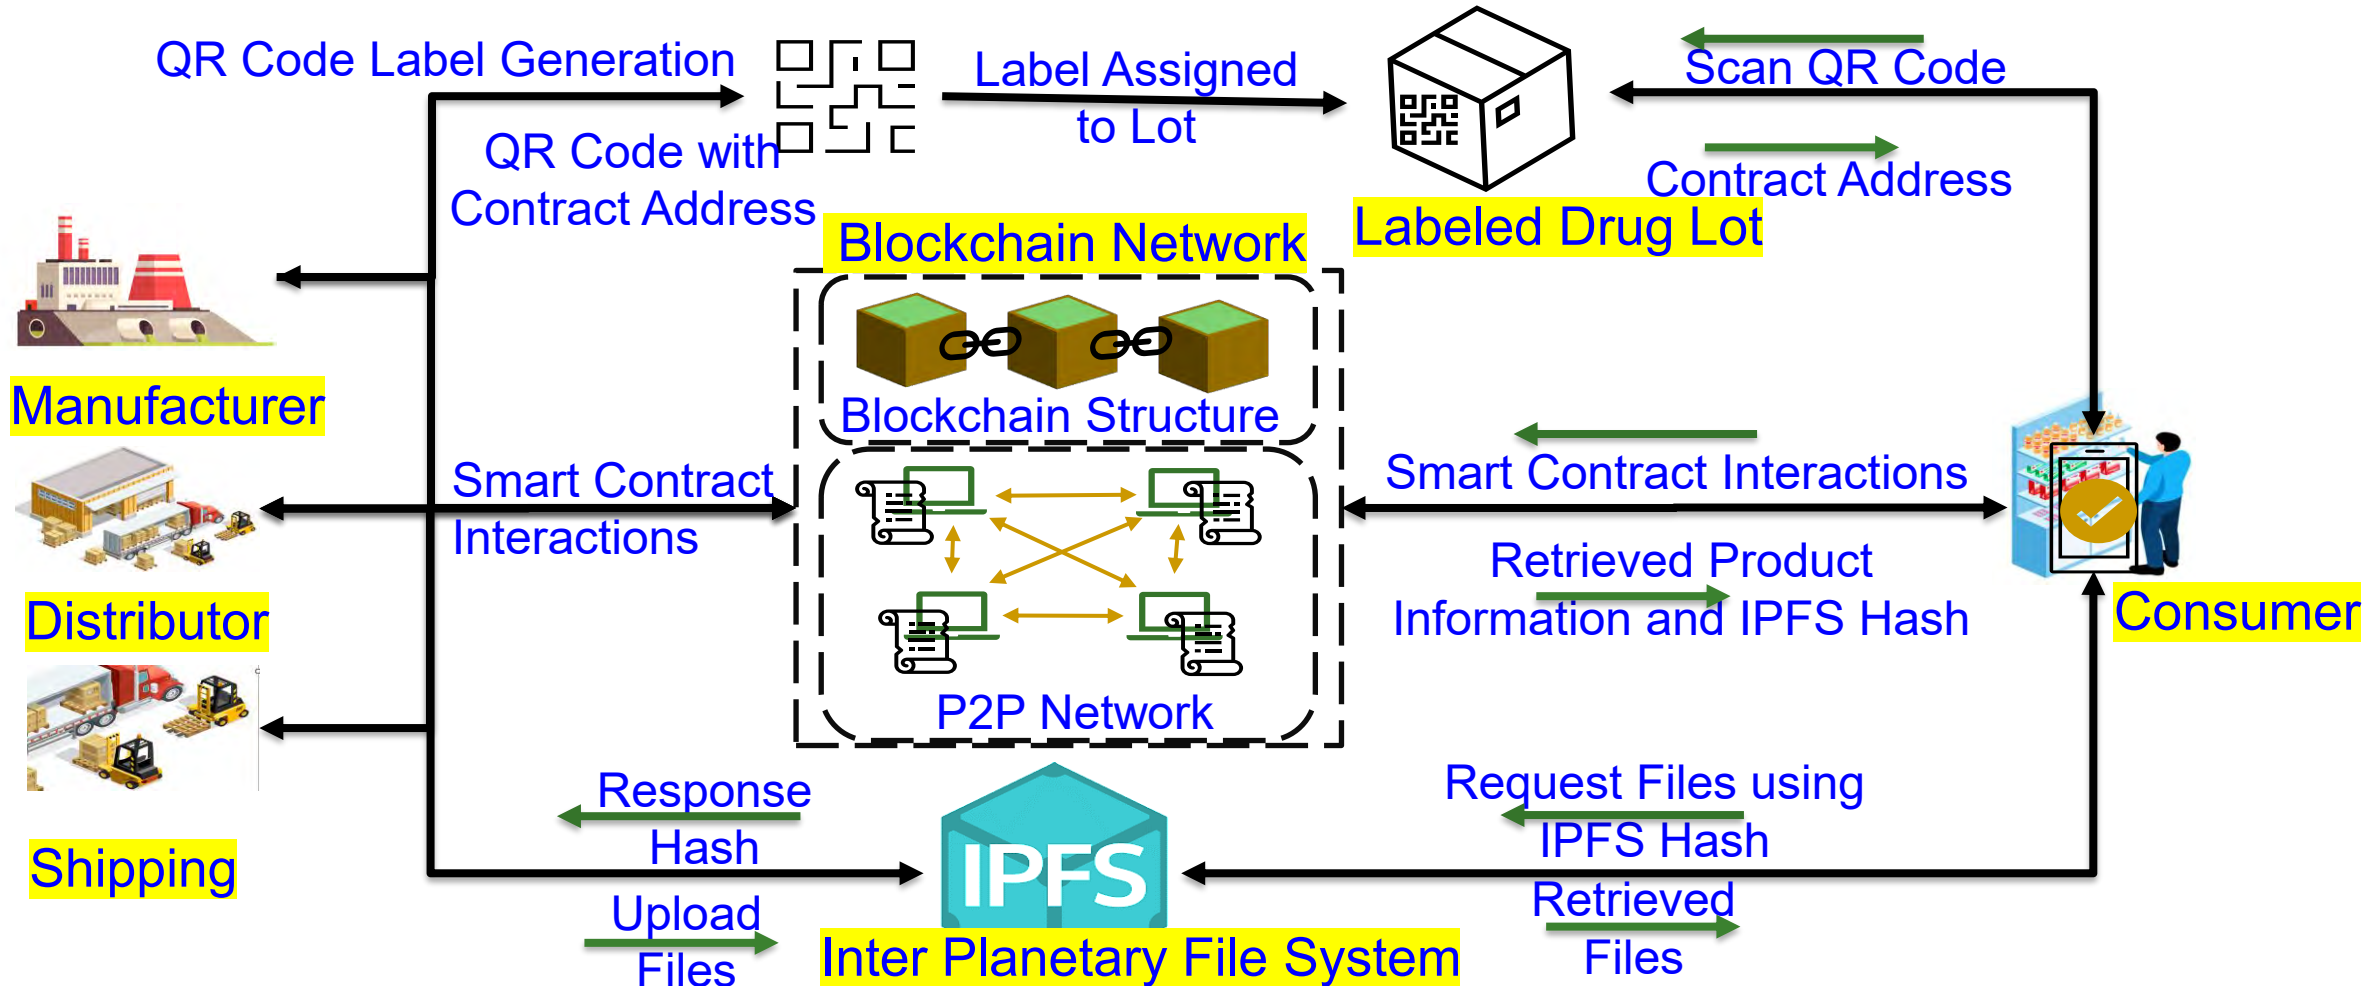 QR Code Label Generation
QR Code with
Contract Address
Label Assigned
to Lot
Scan QR Code
Contract Address
Labeled Drug Lot
Blockchain Network
Blockchain Structure
P2P Network
Manufacturer
Distributor
Shipping
Smart Contract
Interactions
Smart Contract Interactions
Retrieved Product
Information and IPFS Hash
Consumer
Response
Hash
Upload
Files
IPFS
Inter Planetary File System
Request Files using
IPFS Hash
Retrieved
Files